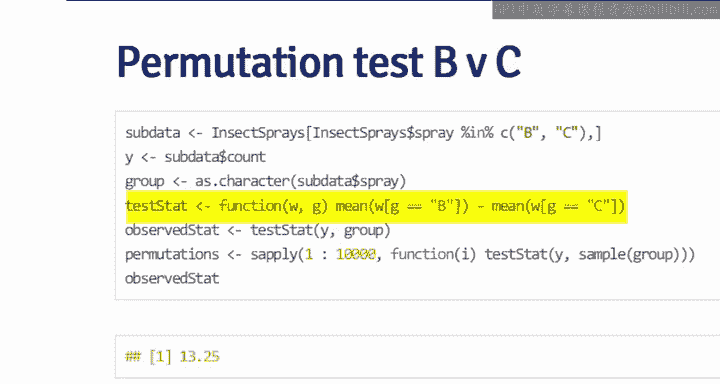 Permutation test B v C
subdata <- InsectSprays[InsectSprays$spray %in% c("B", "C"),]
y <- subdata$count
group <- as.character(subdata$spray)
testStat <- function(w, g) mean(w[g == "B"]) - mean(w[g == "C"])
observedStat <- testStat(y, group)
permutations <- sapply(1 : 10000, function(i) testStat(y, sample(group)))
observedStat
## [1] 13.25